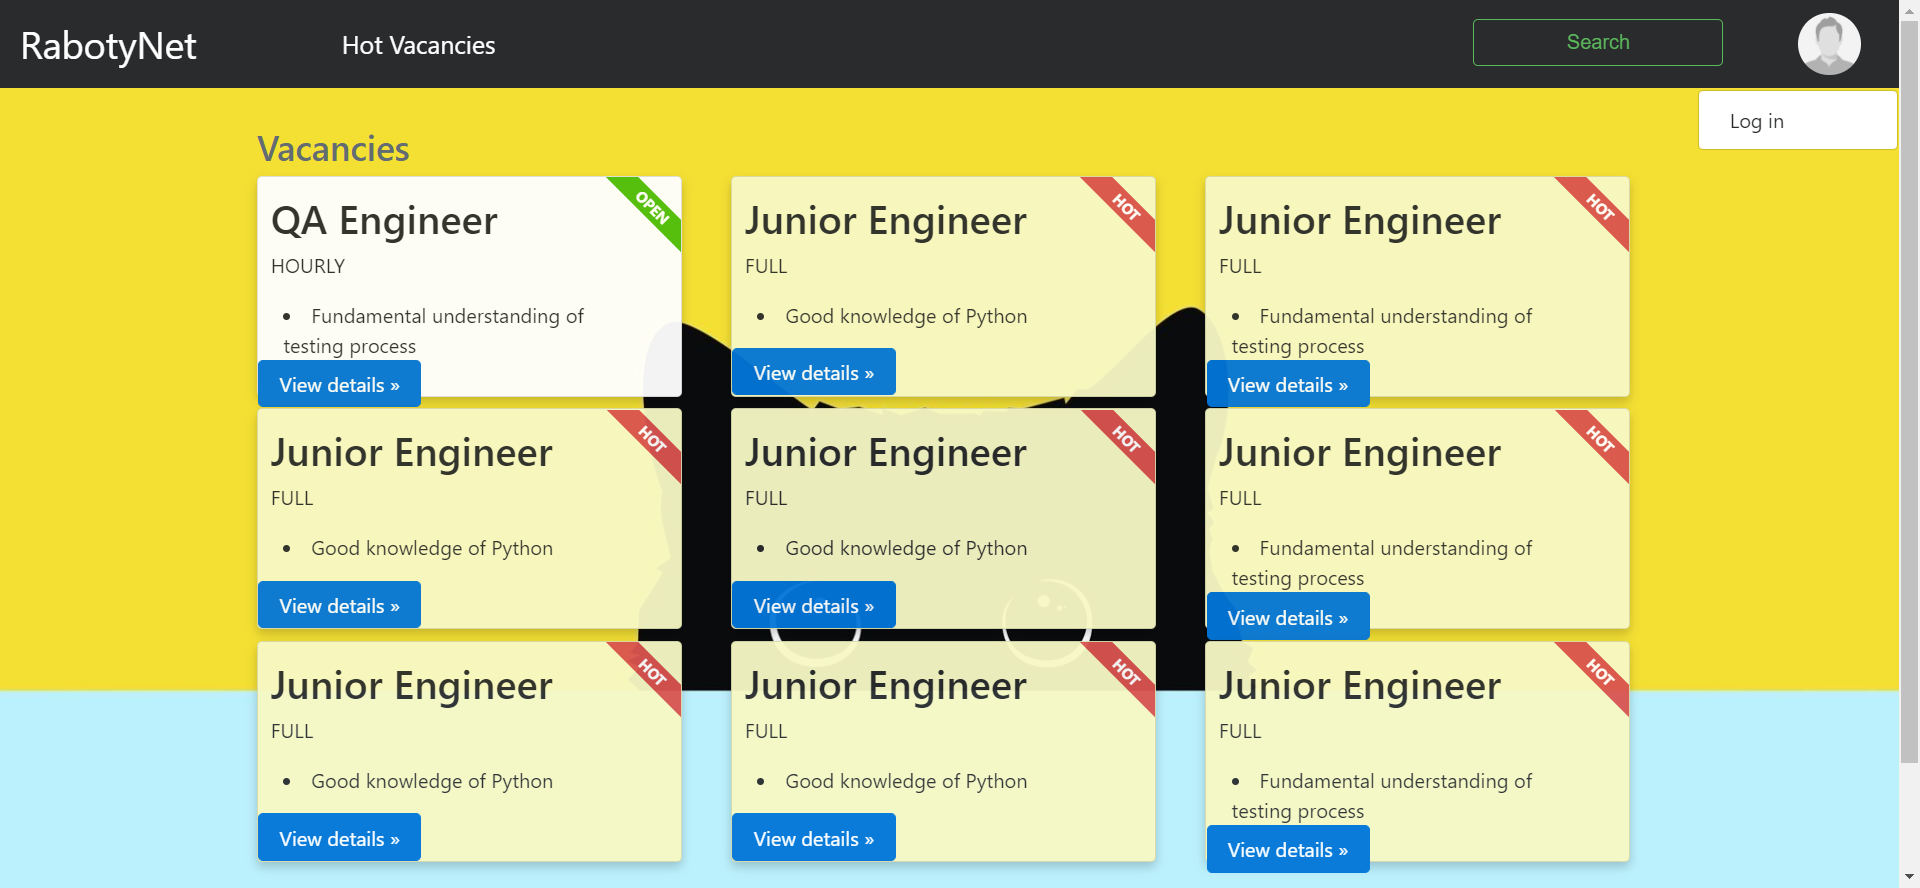 RabotyNet
Hot Vacancies
Search
Log in
Vacancies
QA Engineer
OPEN
HOURLY
• Fundamental understanding of
testing process
View details »
Junior Engineer
HOT
FULL
• Good knowledge of Python
View details »
Junior Engineer
HOT
FULL
• Fundamental understanding of
testing process
View details »
Junior Engineer
HOT
FULL
• Good knowledge of Python
View details »
Junior Engineer
HOT
FULL
• Good knowledge of Python
View details »
Junior Engineer
HOT
FULL
• Fundamental understanding of
testing process
View details »
Junior Engineer
HOT
FULL
• Good knowledge of Python
View details »
Junior Engineer
HOT
FULL
• Good knowledge of Python
View details »
Junior Engineer
HOT
FULL
• Fundamental understanding of
testing process
View details »